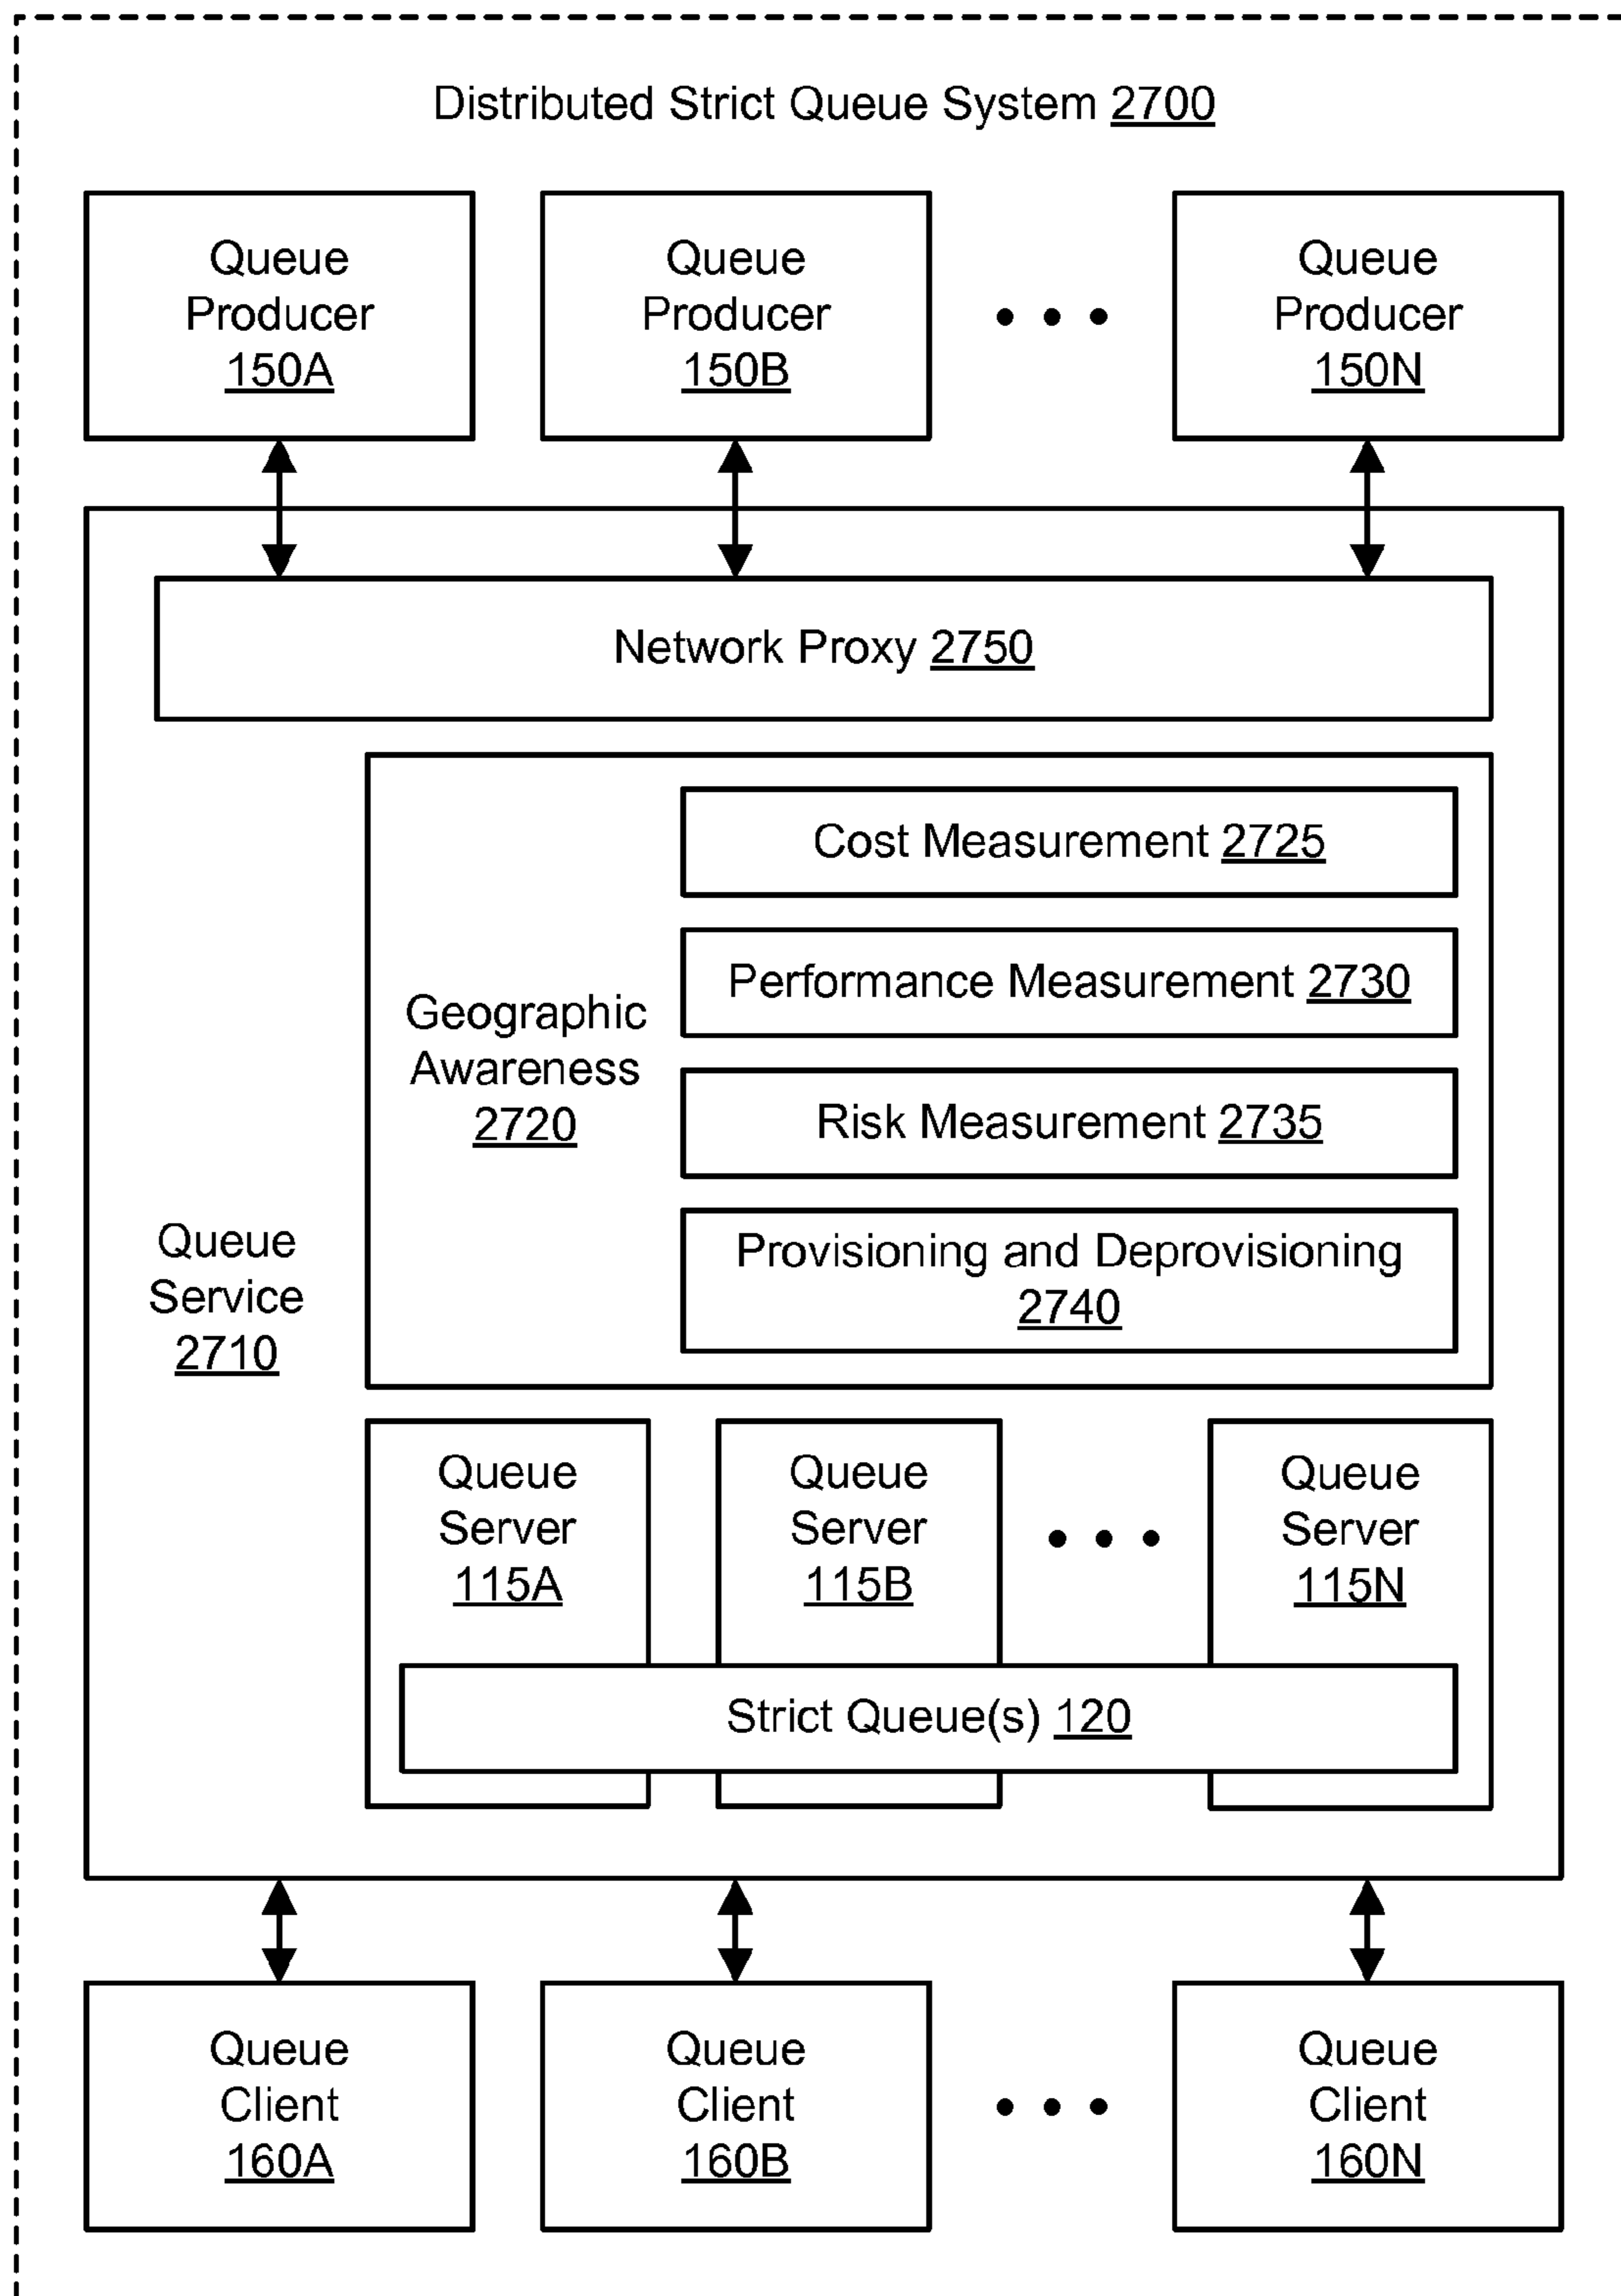 Distributed Strict Queue System 2700
Queue
Producer
150A
Queue
Producer
150B
Queue
Producer
150N
Network Proxy 2750
Cost Measurement 2725
Performance Measurement 2730
Geographic
Awareness
2720
Risk Measurement 2735
Provisioning and Deprovisioning
2740
Queue
Service
2710
Queue
Server
115A
Queue
Server
115B
Queue
Server
115N
Strict Queue(s) 120
Queue
Client
160A
Queue
Client
160B
Queue
Client
160N